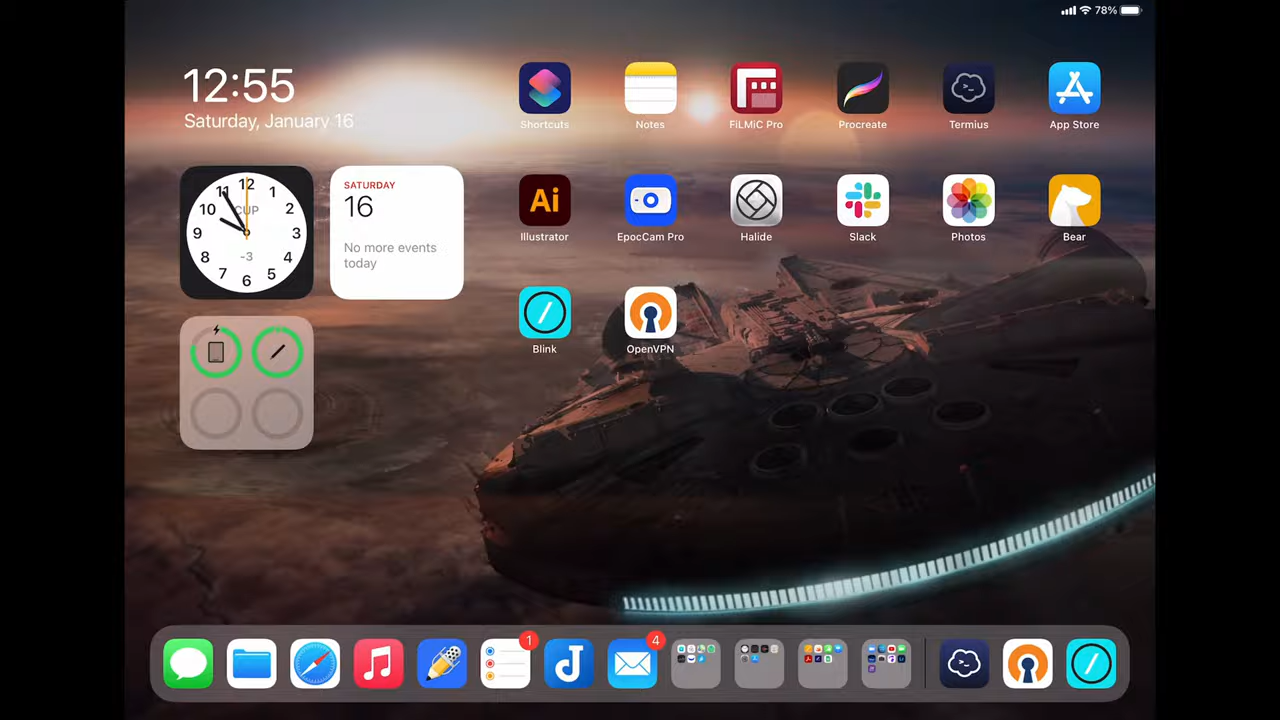 78%
12:55
Saturday, January 16
Shortcuts
Notes
FiLMiC Pro
Procreate
Termius
App Store
12
1
2
3
4
5
6
7
8
9
10
11
CUP
-3
SATURDAY
16
No more events
today
Ai
Illustrator
EpocCam Pro
Halide
Slack
Photos
Bear
Blink
OpenVPN
1
4